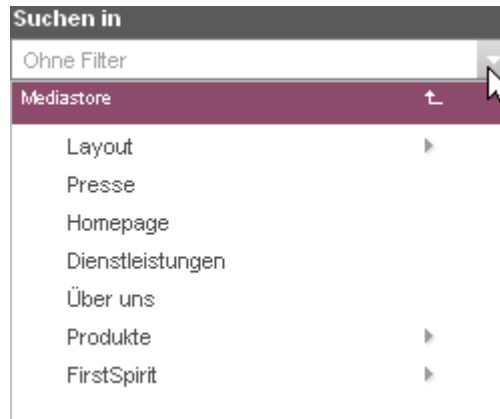 Suchen in
Ohne Filter
Mediastore
Layout
Presse
Homepage
Dienstleistungen
Über uns
Produkte
FirstSpirit